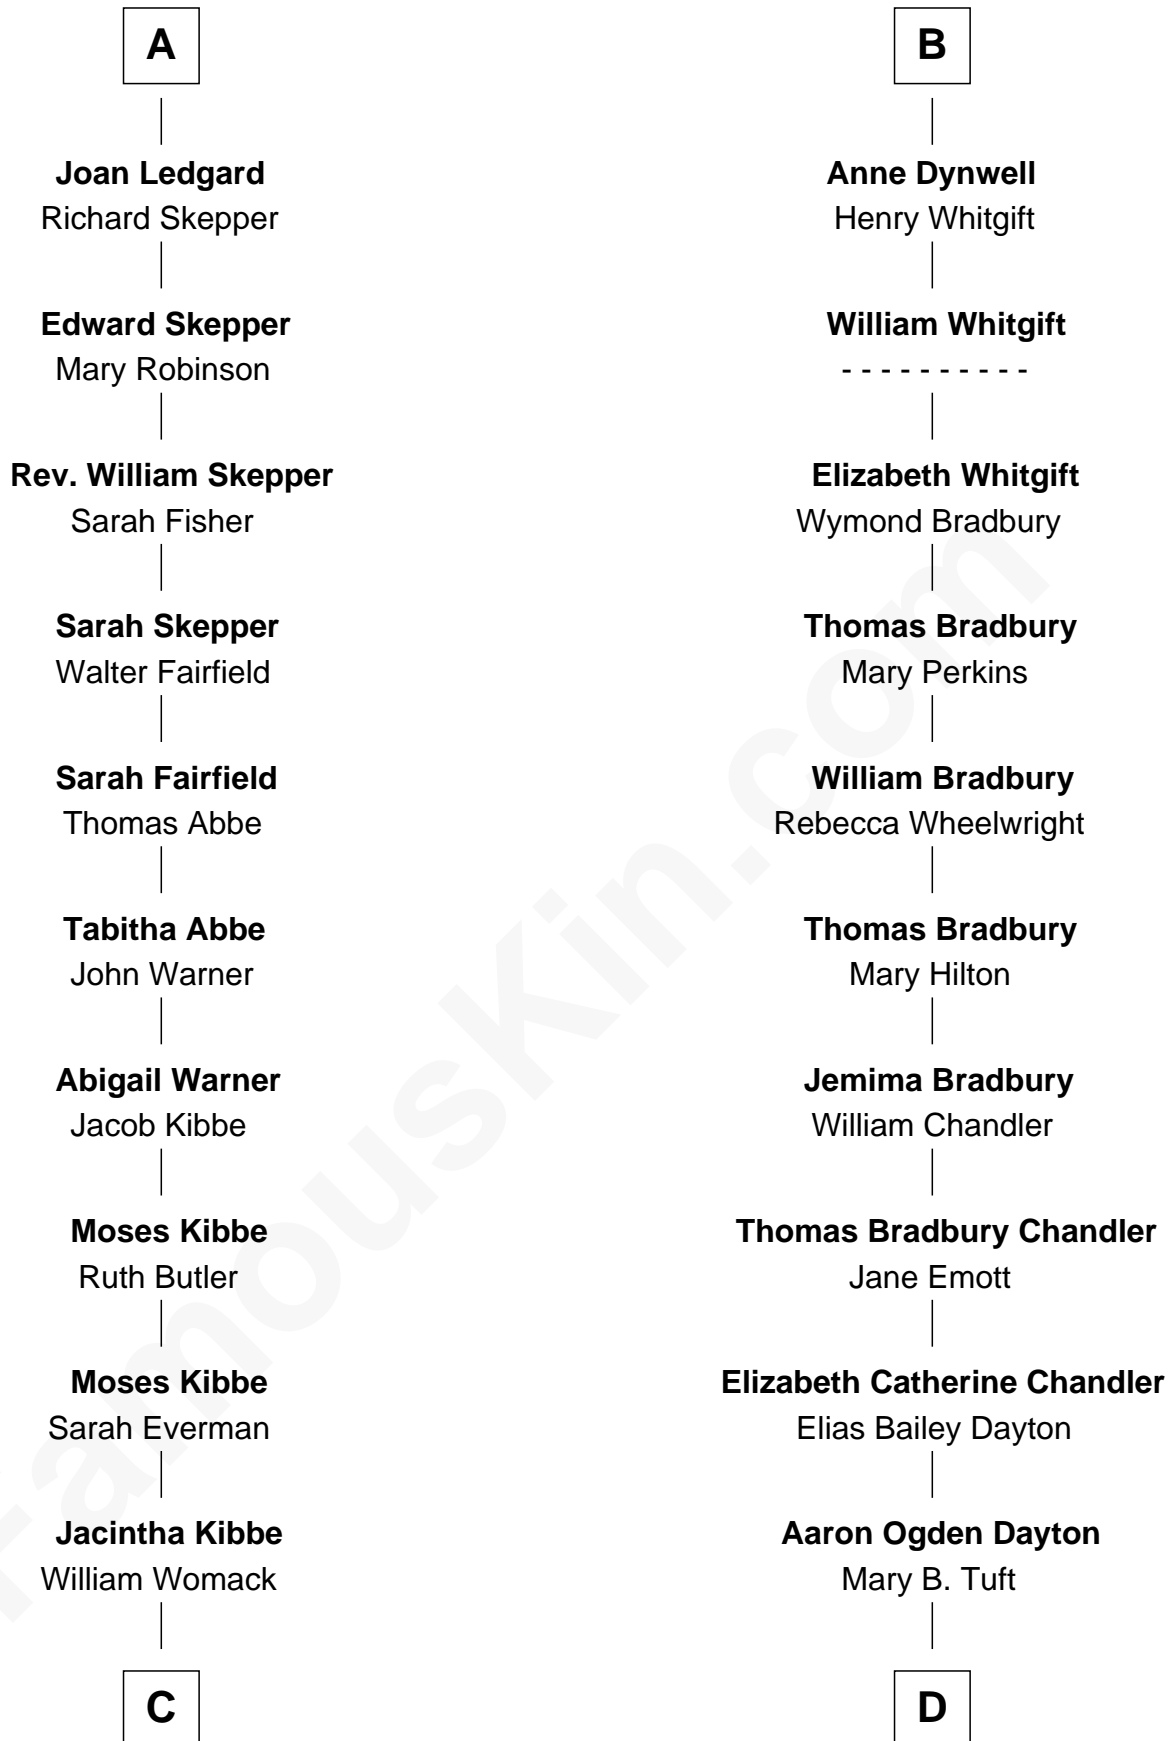 A
Joan Ledgard
Richard Skepper
Edward Skepper
Mary Robinson
Rev. William Skepper
Sarah Fisher
Sarah Skepper
Walter Fairfield
Sarah Fairfield
Thomas Abbe
Tabitha Abbe
John Warner
Abigail Warner
Jacob Kibbe
Moses Kibbe
Ruth Butler
Moses Kibbe
Sarah Everman
Jacintha Kibbe
William Womack
C
B
Anne Dynwell
Henry Whitgift
William Whitgift
- - - - - - - - - -
Elizabeth Whitgift
Wymond Bradbury
Thomas Bradbury
Mary Perkins
William Bradbury
Rebecca Wheelwright
Thomas Bradbury
Mary Hilton
Jemima Bradbury
William Chandler
Thomas Bradbury Chandler
Jane Emott
Elizabeth Catherine Chandler
Elias Bailey Dayton
Aaron Ogden Dayton
Mary B. Tuft
D
FamousKin.com